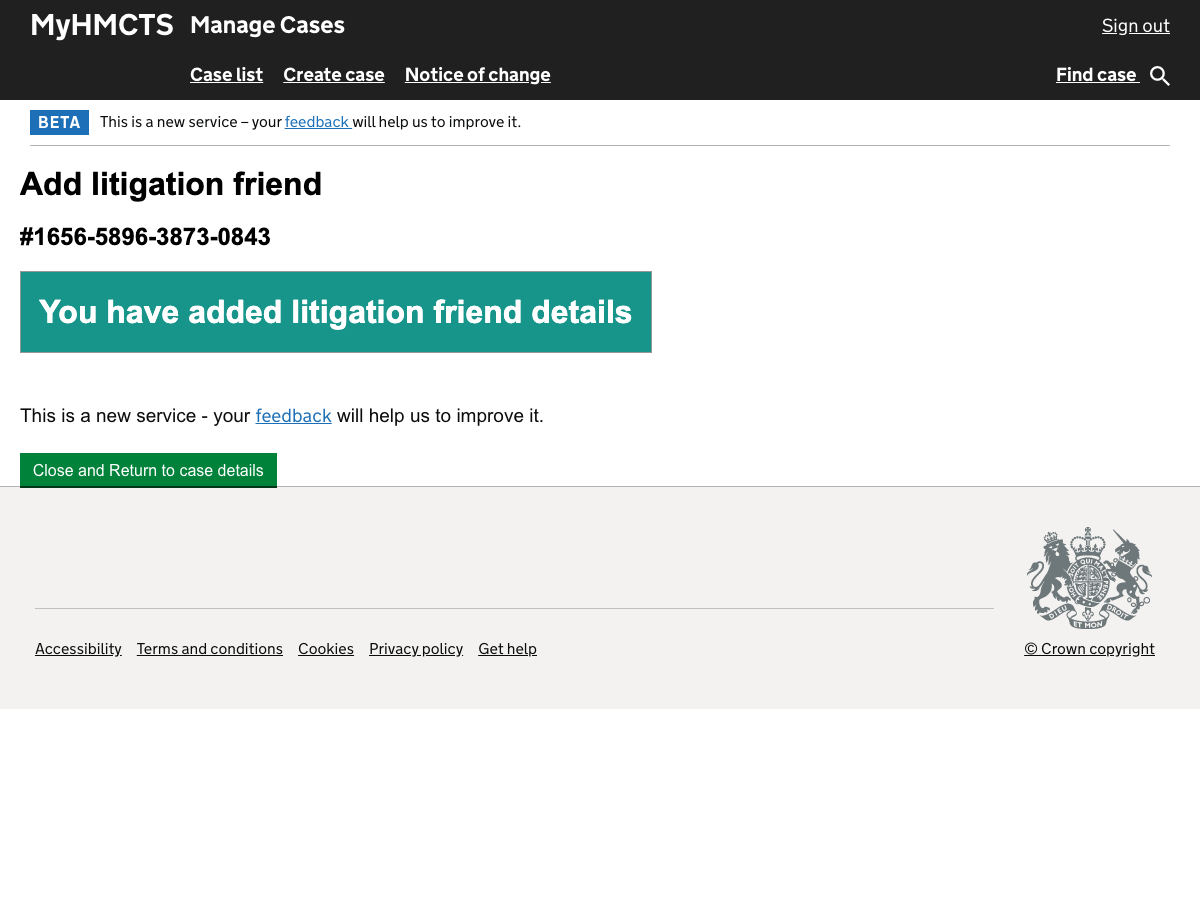 MyHMCTS Manage Cases Sign out
Case list Create case Notice of change Find case
BETA This is a new service – your feedback will help us to improve it.
Add litigation friend
#1656-5896-3873-0843
You have added litigation friend details
This is a new service - your feedback will help us to improve it.
Close and Return to case details
DIEU ET MON DROIT
Accessibility Terms and conditions Cookies Privacy policy Get help © Crown copyright